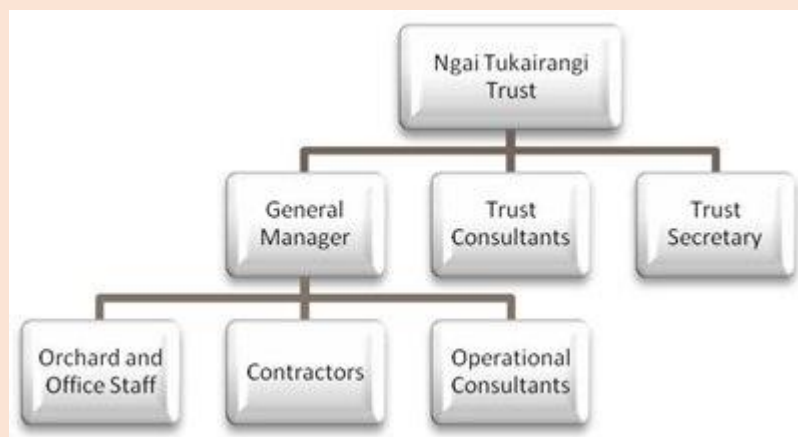 Ngai Tukairangi
Trust
General
Manager
Trust
Consultants
Trust
Secretary
Orchard and
Office Staff
Contractors
Operational
Consultants